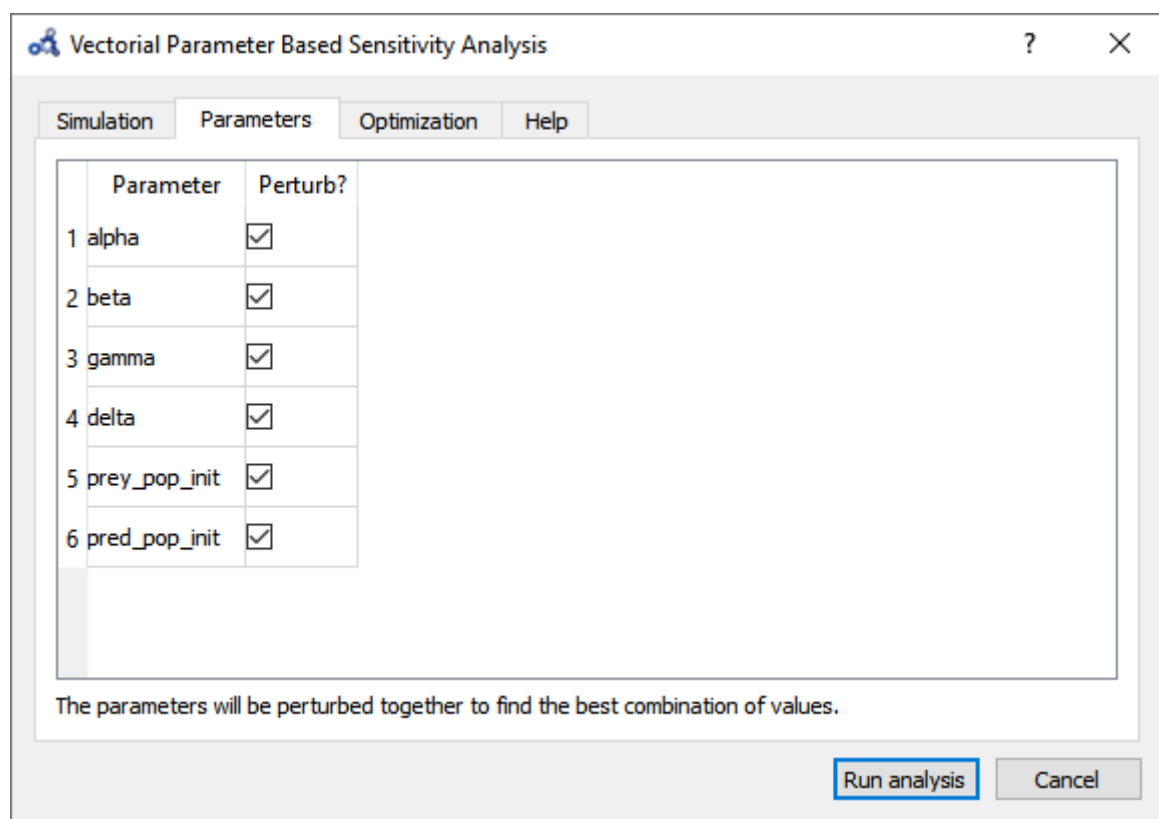 Vectorial Parameter Based Sensitivity Analysis ?
Simulation Parameters Optimization Help
Parameter Perturb?
1 alpha
2 beta
3 gamma
4 delta
5 prey_pop_init
6 pred_pop_init
The parameters will be perturbed together to find the best combination of values.
Run analysis Cancel